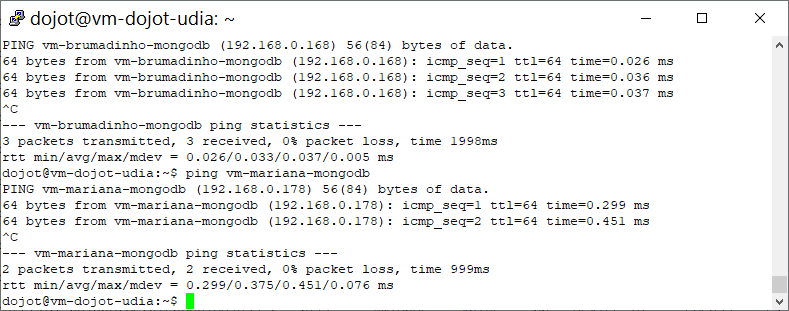 dojot@vm-dojot-udia: ~
PING vm-brumadinho-mongodb (192.168.0.168) 56(84) bytes of data.
64 bytes from vm-brumadinho-mongodb (192.168.0.168): icmp_seq=1 ttl=64 time=0.026 ms
64 bytes from vm-brumadinho-mongodb (192.168.0.168): icmp_seq=2 ttl=64 time=0.036 ms
64 bytes from vm-brumadinho-mongodb (192.168.0.168): icmp_seq=3 ttl=64 time=0.037 ms
^C
--- vm-brumadinho-mongodb ping statistics ---
3 packets transmitted, 3 received, 0% packet loss, time 1998ms
rtt min/avg/max/mdev = 0.026/0.033/0.037/0.005 ms
dojot@vm-dojot-udia:~$ ping vm-mariana-mongodb
PING vm-mariana-mongodb (192.168.0.178) 56(84) bytes of data.
64 bytes from vm-mariana-mongodb (192.168.0.178): icmp_seq=1 ttl=64 time=0.299 ms
64 bytes from vm-mariana-mongodb (192.168.0.178): icmp_seq=2 ttl=64 time=0.451 ms
^C
--- vm-mariana-mongodb ping statistics ---
2 packets transmitted, 2 received, 0% packet loss, time 999ms
rtt min/avg/max/mdev = 0.299/0.375/0.451/0.076 ms
dojot@vm-dojot-udia:~$